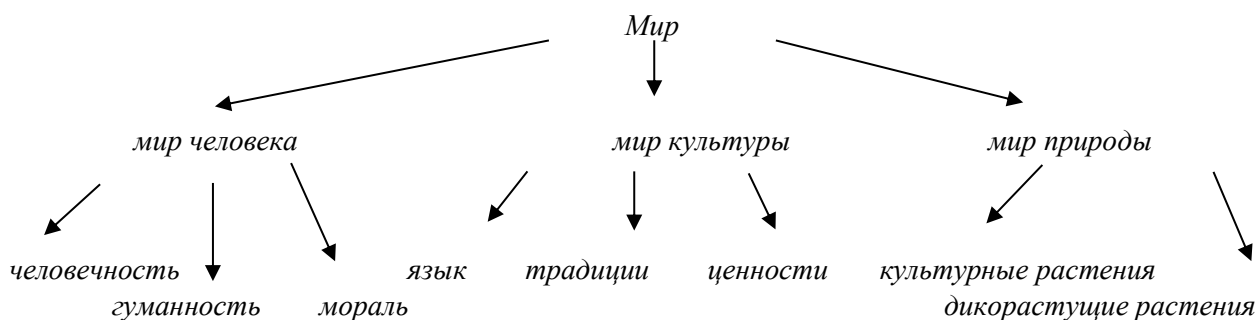 Мир
мир человека мир культуры мир природы
человечность язык традиции ценности культурные растения
гуманность мораль дикорастущие растения